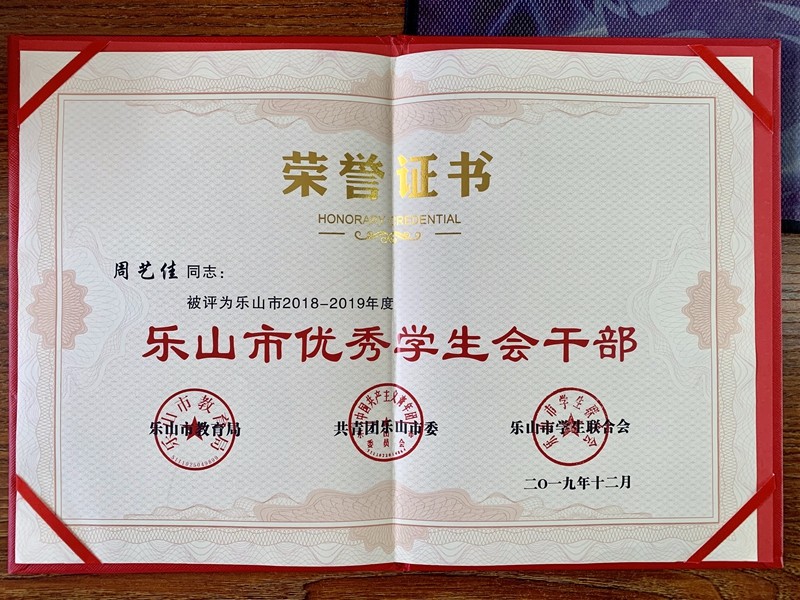 荣誉证书
HONORARY CREDENTIAL
周艺佳同志：
被评为乐山市2018-2019年度
乐山市优秀学生会干部
乐山市教育局 共青团乐山市委 乐山市学生联合会
二〇一九年十二月